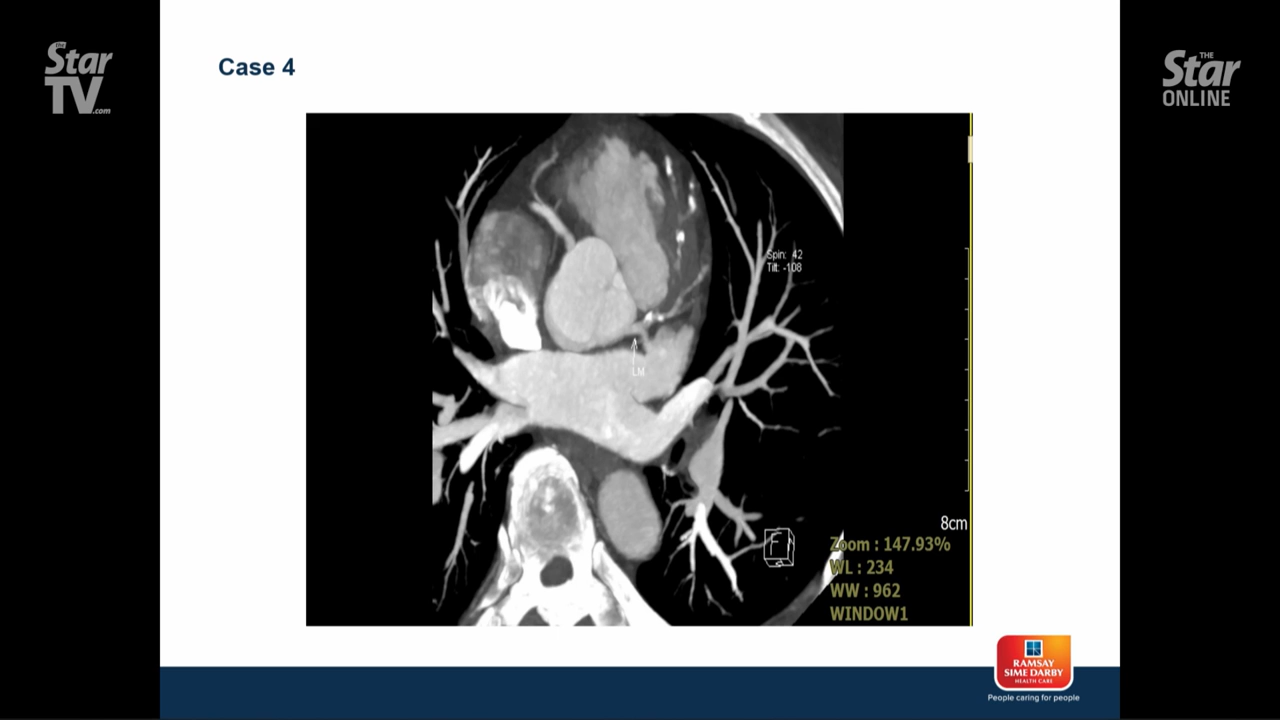 THE
Star
TV.com
Case 4
THE
Star
ONLINE
Spin: 42
Tilt: -108
LM
8cm
F
Zoom : 147.93%
WL : 234
WW : 962
WINDOW1
RAMSAY
SIME DARBY
HEALTH CARE
People caring for people